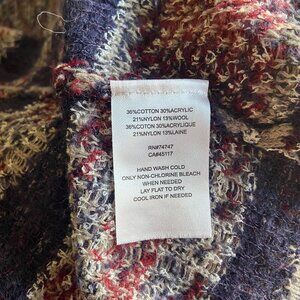 36%COTTON 30%ACRYLIC
21%NYLON 13%WOOL
36%COTON 30%ACRYLIQUE
21%NYLON 13%LAINE
RN#74747
CA#45117
HAND WASH COLD
ONLY NON-CHLORINE BLEACH
WHEN NEEDED
LAY FLAT TO DRY
COOL IRON IF NEEDED